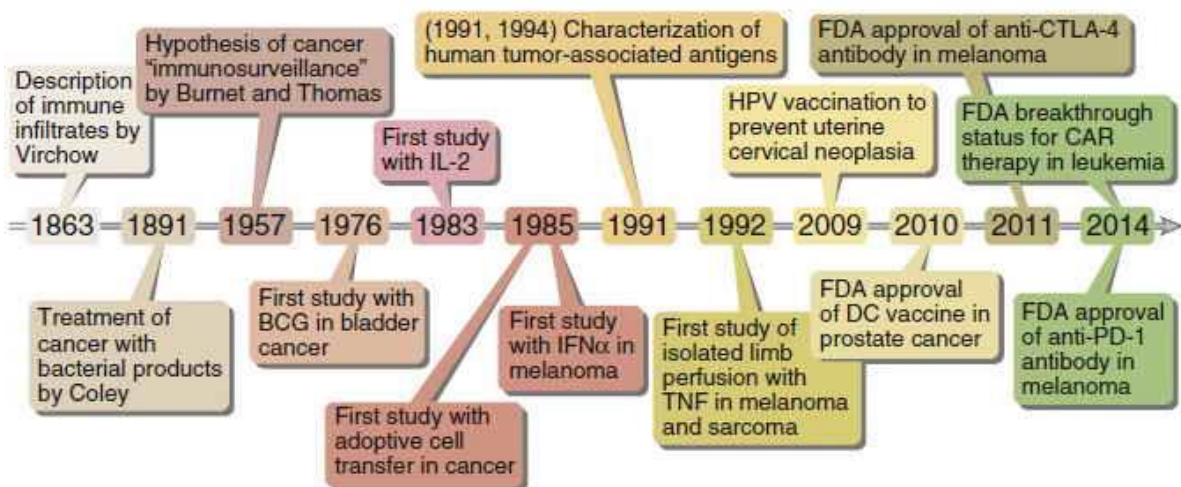 Description
of immune
infiltrates by
Virchow
Hypothesis of cancer
“immunosurveillance”
by Burnet and Thomas
First study
with IL-2
(1991, 1994) Characterization of
human tumor-associated antigens
HPV vaccination to
prevent uterine
cervical neoplasia
FDA approval of anti-CTLA-4
antibody in melanoma
FDA breakthrough
status for CAR
therapy in leukemia
1863 1891 1957 1976 1983 1985 1991 1992 2009 2010 2011 2014
Treatment of
cancer with
bacterial products
by Coley
First study with
BCG in bladder
cancer
First study with
adoptive cell
transfer in cancer
First study
with IFNα in
melanoma
First study of
isolated limb
perfusion with
TNF in melanoma
and sarcoma
FDA approval
of DC vaccine in
prostate cancer
FDA approval
of anti-PD-1
antibody in
melanoma